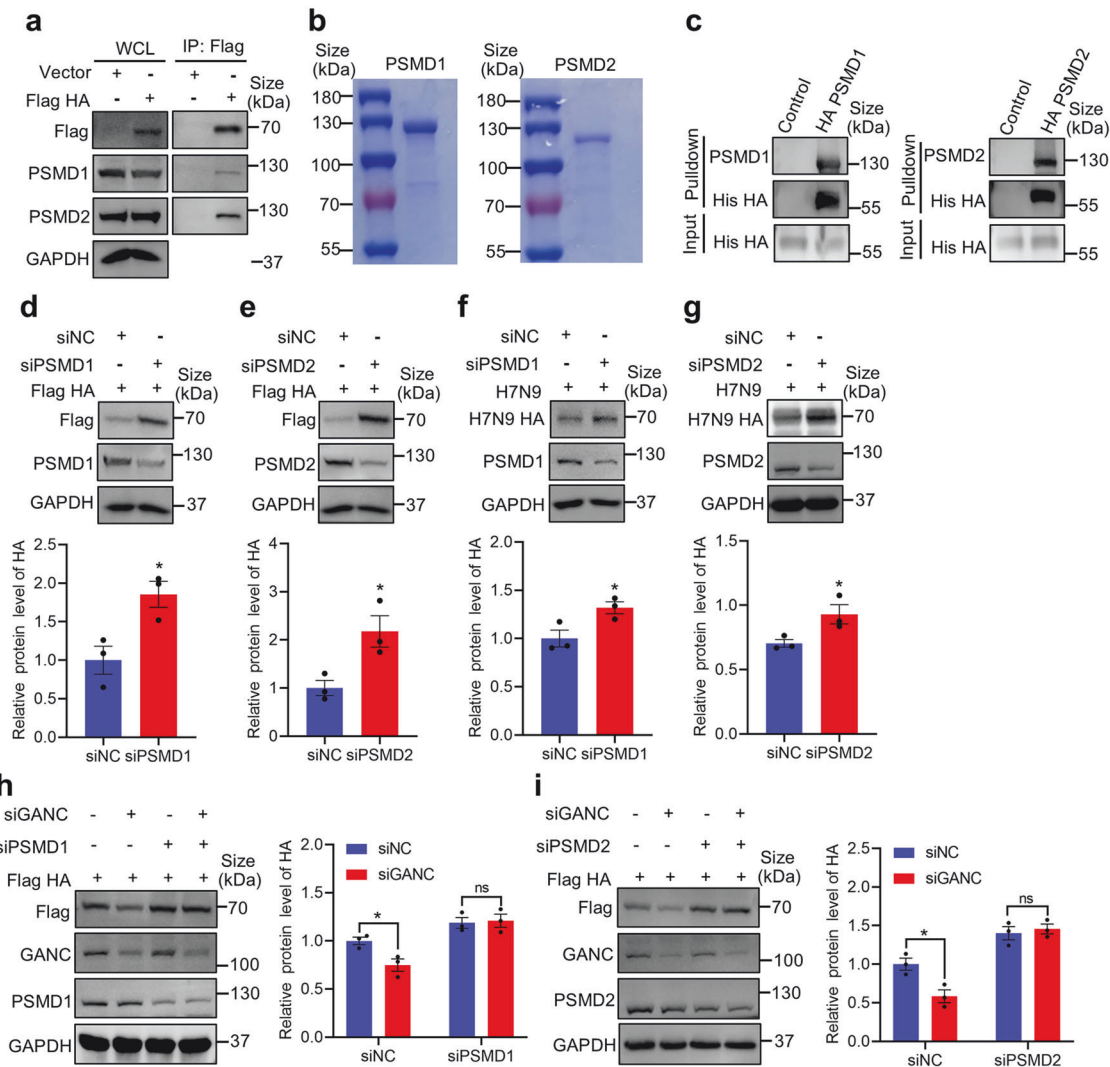 a
WCL IP: Flag
Vector + - + -
Flag HA - + - +
Size
(kDa)
Flag 70
PSMD1 130
PSMD2 130
GAPDH 37
b
Size
(kDa) PSMD1
180
130
100
70
55
Size
(kDa) PSMD2
180
130
100
70
55
c
Control HA PSMD1 Size
(kDa)
Pulldown
PSMD1 130
His HA 55
Input
His HA 55
Control HA PSMD2 Size
(kDa)
Pulldown
PSMD2 130
His HA 55
Input
His HA 55
d
siNC + -
siPSMD1 - +
Flag HA + +
Size
(kDa)
Flag 70
PSMD1 130
GAPDH 37
Relative protein level of HA
2.5
2.0
1.5
1.0
0.5
0.0
*
siNC siPSMD1
e
siNC + -
siPSMD2 - +
Flag HA + +
Size
(kDa)
Flag 70
PSMD2 130
GAPDH 37
Relative protein level of HA
4
3
2
1
0
*
siNC siPSMD2
f
siNC + -
siPSMD1 - +
H7N9 + +
Size
(kDa)
H7N9 HA 70
PSMD1 130
GAPDH 37
Relative protein level of HA
2.0
1.5
1.0
0.5
0.0
*
siNC siPSMD1
g
siNC + -
siPSMD2 - +
H7N9 + +
Size
(kDa)
H7N9 HA 70
PSMD2 130
GAPDH 37
Relative protein level of HA
1.5
1.0
0.5
0.0
*
siNC siPSMD2
h
siGANC - + - +
siPSMD1 - - + +
Flag HA + + + +
Size
(kDa)
Flag 70
GANC 100
PSMD1 130
GAPDH 37
Relative protein level of HA
2.0
1.5
1.0
0.5
0.0
siNC
siGANC
*
ns
siNC siPSMD1
i
siGANC - + - +
siPSMD2 - - + +
Flag HA + + + +
Size
(kDa)
Flag 70
GANC 100
PSMD2 130
GAPDH 37
Relative protein level of HA
2.5
2.0
1.5
1.0
0.5
0.0
siNC
siGANC
*
ns
siNC siPSMD2